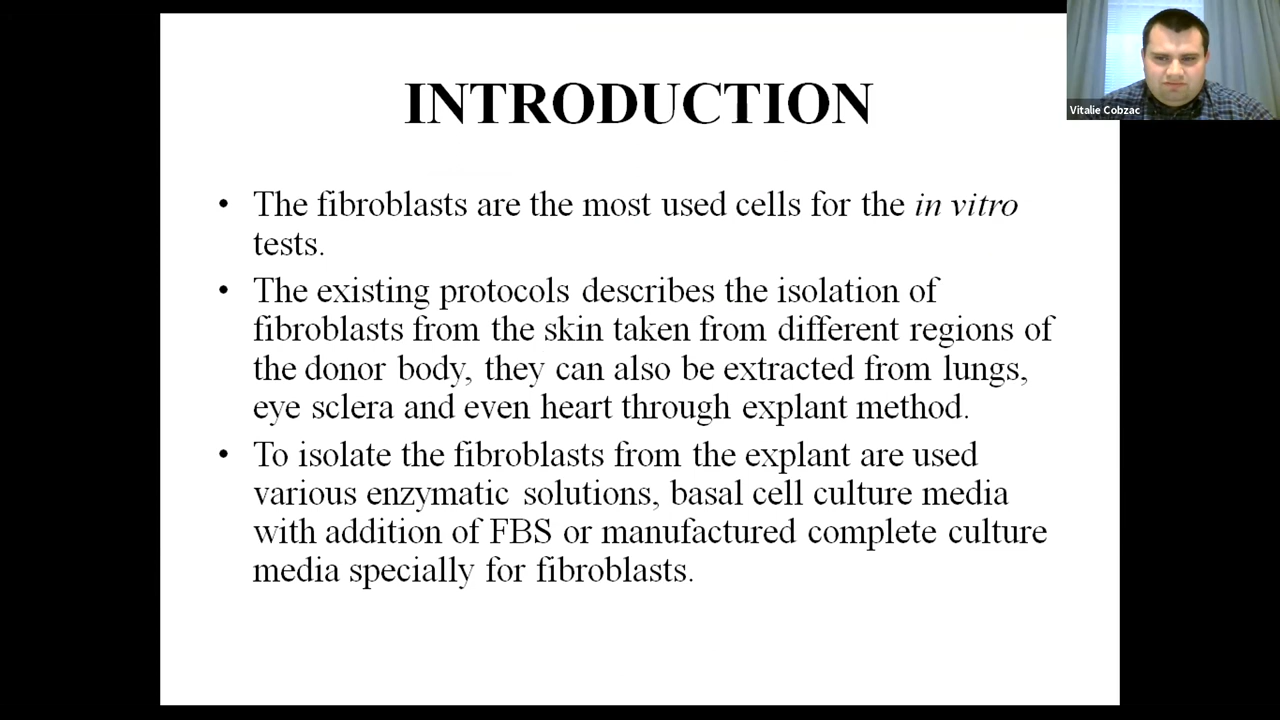 INTRODUCTION
Vitalie Cobzac
• The fibroblasts are the most used cells for the in vitro
tests.
• The existing protocols describes the isolation of
fibroblasts from the skin taken from different regions of
the donor body, they can also be extracted from lungs,
eye sclera and even heart through explant method.
• To isolate the fibroblasts from the explant are used
various enzymatic solutions, basal cell culture media
with addition of FBS or manufactured complete culture
media specially for fibroblasts.